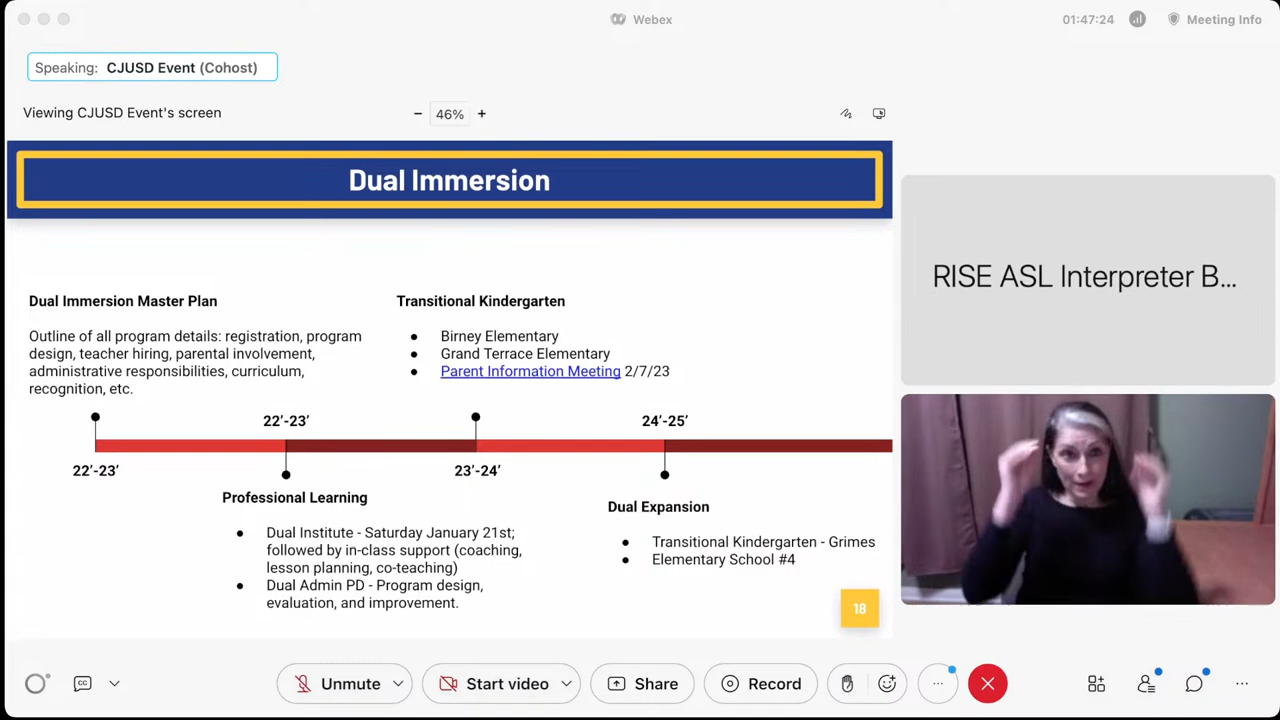 Webex
01:47:24
Meeting Info
Speaking: CJUSD Event (Cohost)
Viewing CJUSD Event's screen
− 46% +
Dual Immersion
Dual Immersion Master Plan
Outline of all program details: registration, program
design, teacher hiring, parental involvement,
administrative responsibilities, curriculum,
recognition, etc.
Transitional Kindergarten
● Birney Elementary
● Grand Terrace Elementary
● Parent Information Meeting 2/7/23
22'-23'
22'-23'
23'-24'
24'-25'
Professional Learning
● Dual Institute - Saturday January 21st;
followed by in-class support (coaching,
lesson planning, co-teaching)
● Dual Admin PD - Program design,
evaluation, and improvement.
Dual Expansion
● Transitional Kindergarten - Grimes
● Elementary School #4
18
RISE ASL Interpreter B...
CC
Unmute
Start video
Share
Record